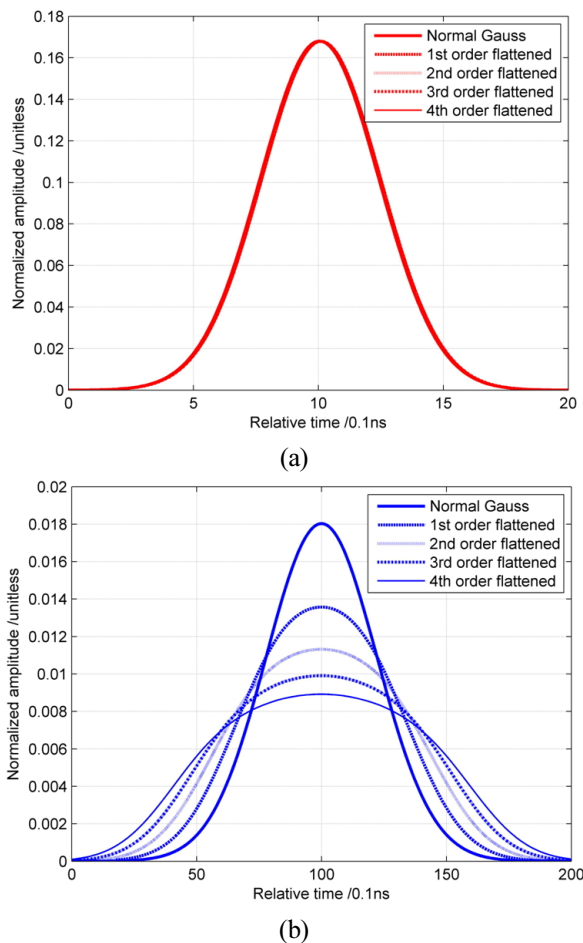 0.18
0.16
0.14
0.12
0.1
0.08
0.06
0.04
0.02
0
Normalized amplitude /unitless
Normal Gauss
1st order flattened
2nd order flattened
3rd order flattened
4th order flattened
0 5 10 15 20
Relative time /0.1ns
(a)
0.02
0.018
0.016
0.014
0.012
0.01
0.008
0.006
0.004
0.002
0
Normalized amplitude /unitless
Normal Gauss
1st order flattened
2nd order flattened
3rd order flattened
4th order flattened
0 50 100 150 200
Relative time /0.1ns
(b)